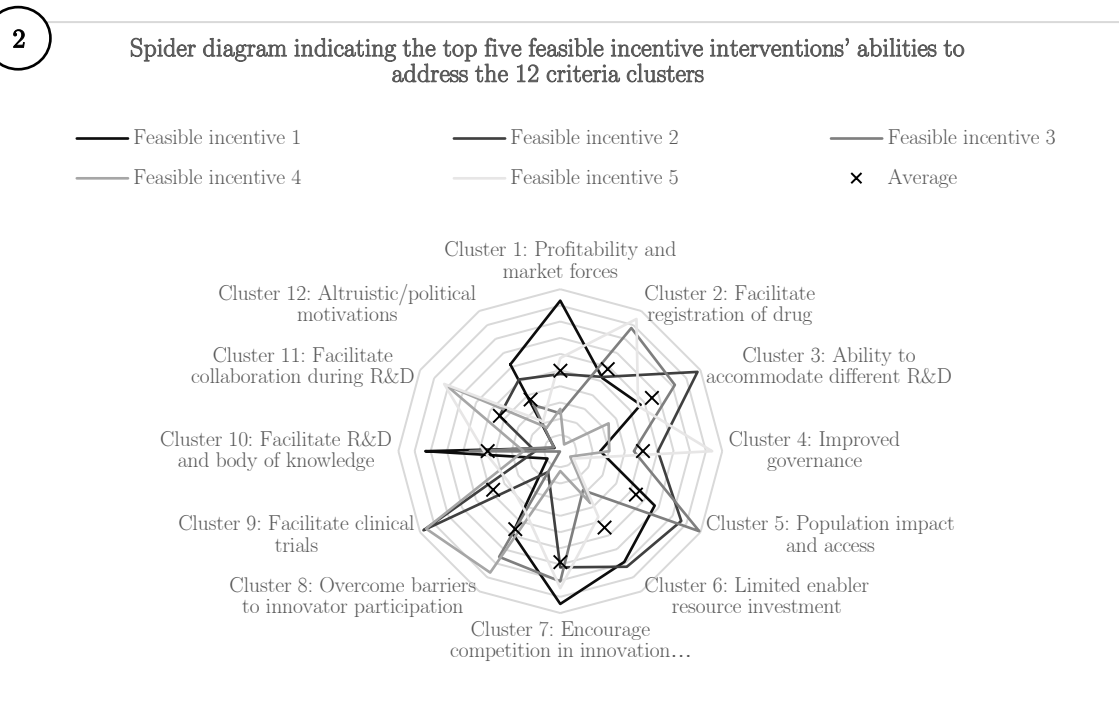 2
Spider diagram indicating the top five feasible incentive interventions' abilities to
address the 12 criteria clusters
Feasible incentive 1
Feasible incentive 2
Feasible incentive 3
Feasible incentive 4
Feasible incentive 5
Average
Cluster 1: Profitability and
market forces
Cluster 2: Facilitate
registration of drug
Cluster 3: Ability to
accommodate different R&D
Cluster 4: Improved
governance
Cluster 5: Population impact
and access
Cluster 6: Limited enabler
resource investment
Cluster 7: Encourage
competition in innovation...
Cluster 8: Overcome barriers
to innovator participation
Cluster 9: Facilitate clinical
trials
Cluster 10: Facilitate R&D
and body of knowledge
Cluster 11: Facilitate
collaboration during R&D
Cluster 12: Altruistic/political
motivations